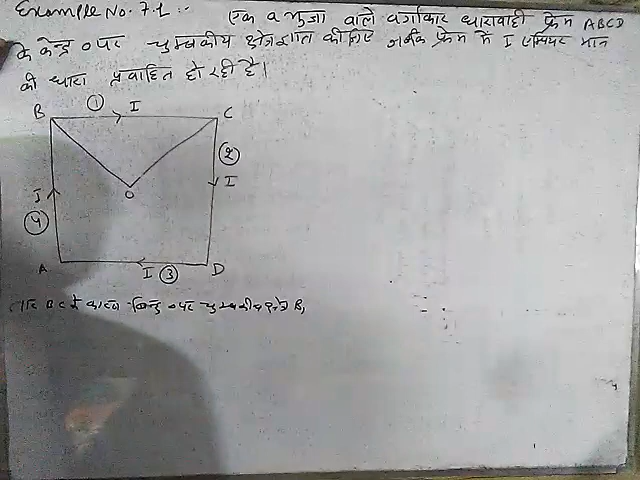 Example No. 7.1 :-
एक a भुजा वाले वर्गाकार धारावाही फ्रेम ABCD
के केन्द्र o पर चुम्बकीय क्षेत्र ज्ञात कीजिए जबकि फ्रेम में I एम्पियर मान
की धारा प्रवाहित हो रही है।
B 1 I C
2
I I
O
4
A I 3 D
तार BC के कारण बिन्दु o पर चुम्बकीय क्षेत्र B,